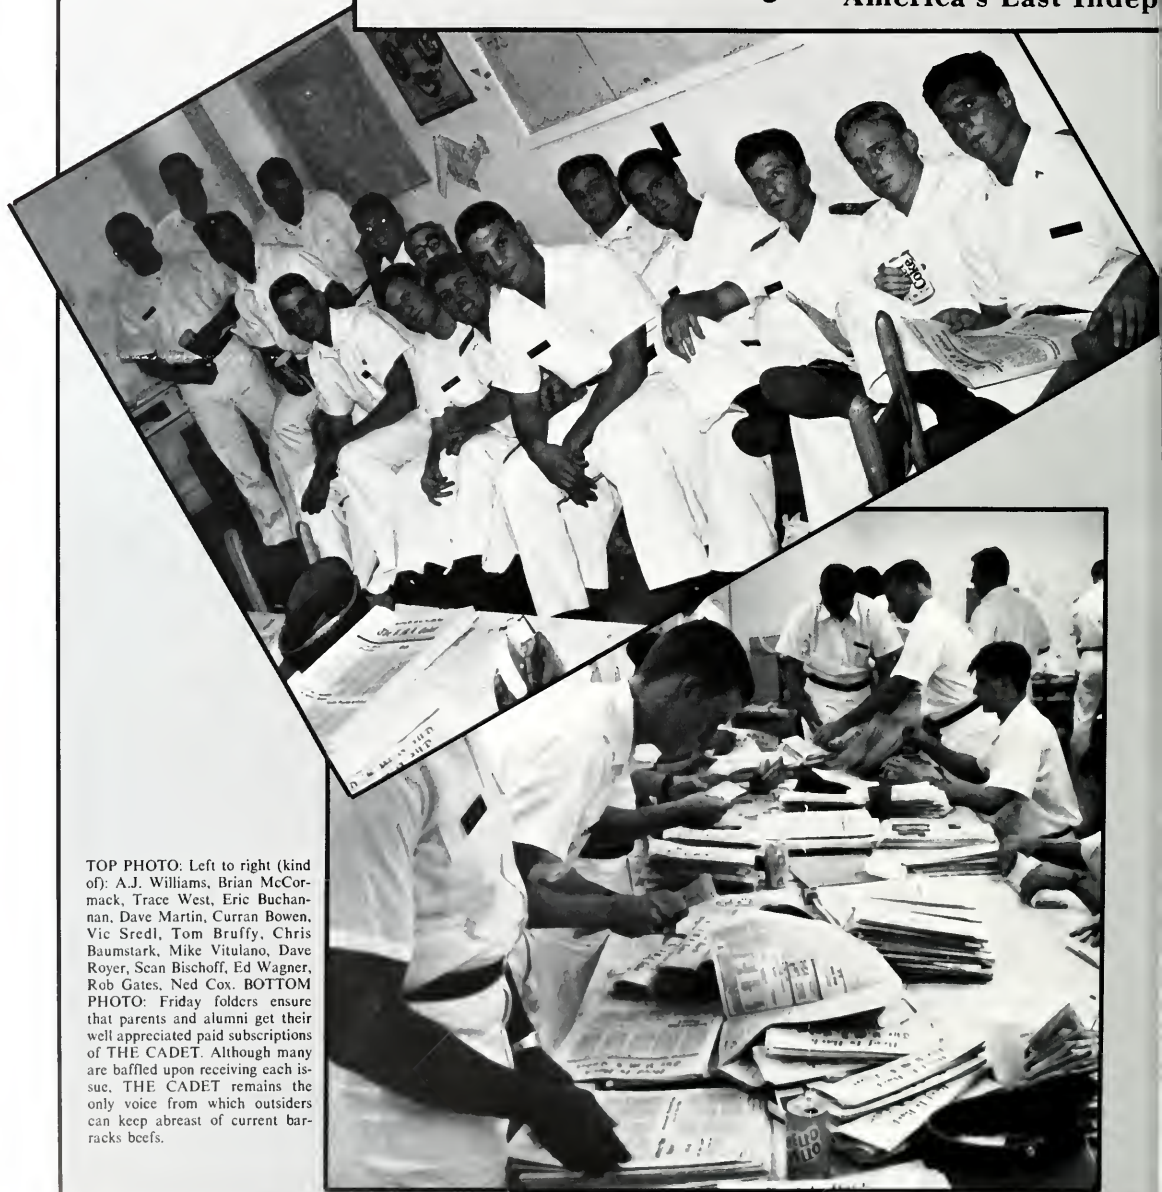 America's Last Indep
Coke
TOP PHOTO: Left to right (kind
of): A.J. Williams, Brian McCor-
mack, Trace West, Eric Buchan-
nan, Dave Martin, Curran Bowen,
Vic Sredl, Tom Bruffy, Chris
Baumstark, Mike Vitulano, Dave
Royer, Sean Bischoff, Ed Wagner,
Rob Gates, Ned Cox. BOTTOM
PHOTO: Friday folders ensure
that parents and alumni get their
well appreciated paid subscriptions
of THE CADET. Although many
are baffled upon receiving each is-
sue, THE CADET remains the
only voice from which outsiders
can keep abreast of current bar-
racks beefs.